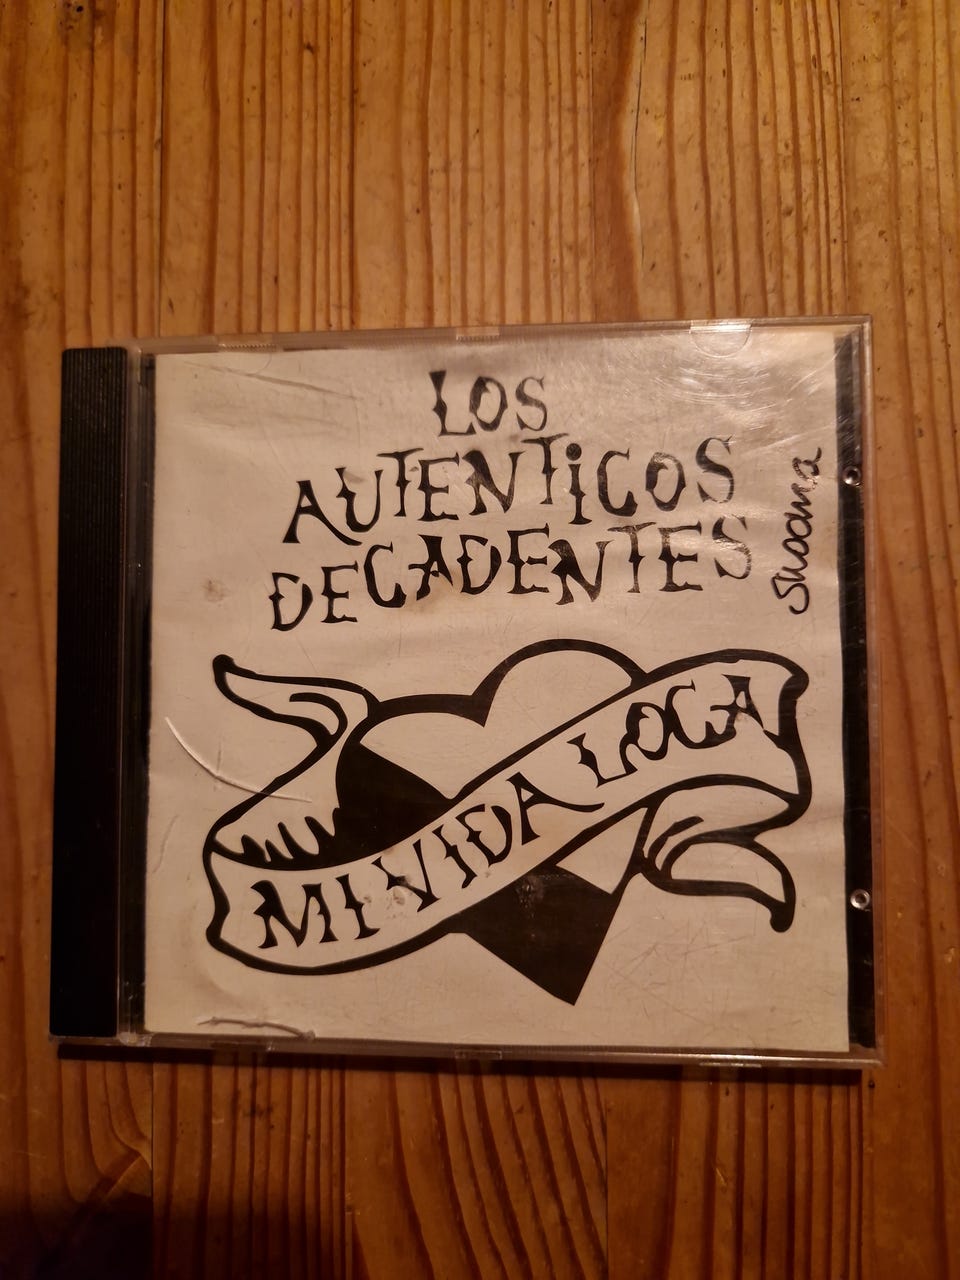 LOS
AUTENTiCOS
DECADENTES
MI VIDA LOCA